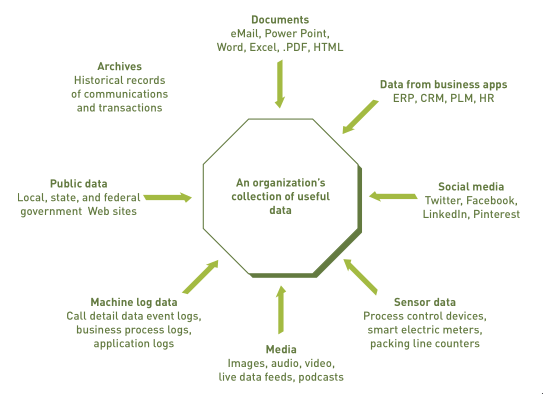 Documents
eMail, Power Point,
Word, Excel, .PDF, HTML
Archives
Historical records
of communications
and transactions
Data from business apps
ERP, CRM, PLM, HR
An organization's
collection of useful
data
Public data
Local, state, and federal
government Web sites
Social media
Twitter, Facebook,
LinkedIn, Pinterest
Machine log data
Call detail data event logs,
business process logs,
application logs
Sensor data
Process control devices,
smart electric meters,
packing line counters
Media
Images, audio, video,
live data feeds, podcasts